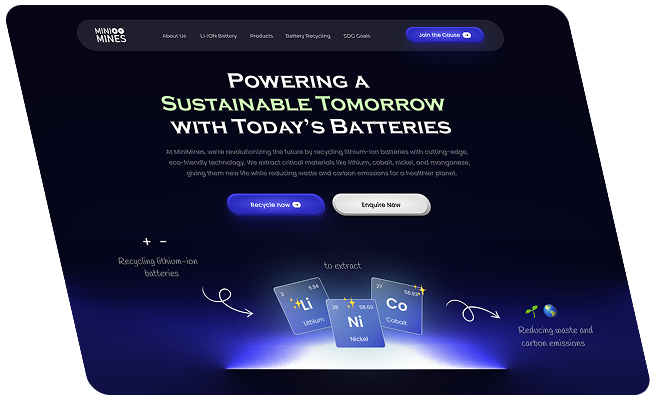 MINI
MINES
About Us
Li-ION Battery
Products
Battery Recycling
SDG Goals
Join the Cause
Powering a
Sustainable Tomorrow
with Today's Batteries
At MiniMines, we're revolutionizing the future by recycling lithium-ion batteries with cutting-edge,
eco-friendly technology. We extract critical materials like lithium, cobalt, nickel, and manganese,
giving them new life while reducing waste and carbon emissions for a healthier planet.
Recycle now
Enquire Now
+ −
Recycling lithium-ion
batteries
to extract
3 6.94
Li
Lithium
28 58.69
Ni
Nickel
27 58.93
Co
Cobalt
Reducing waste and
carbon emissions